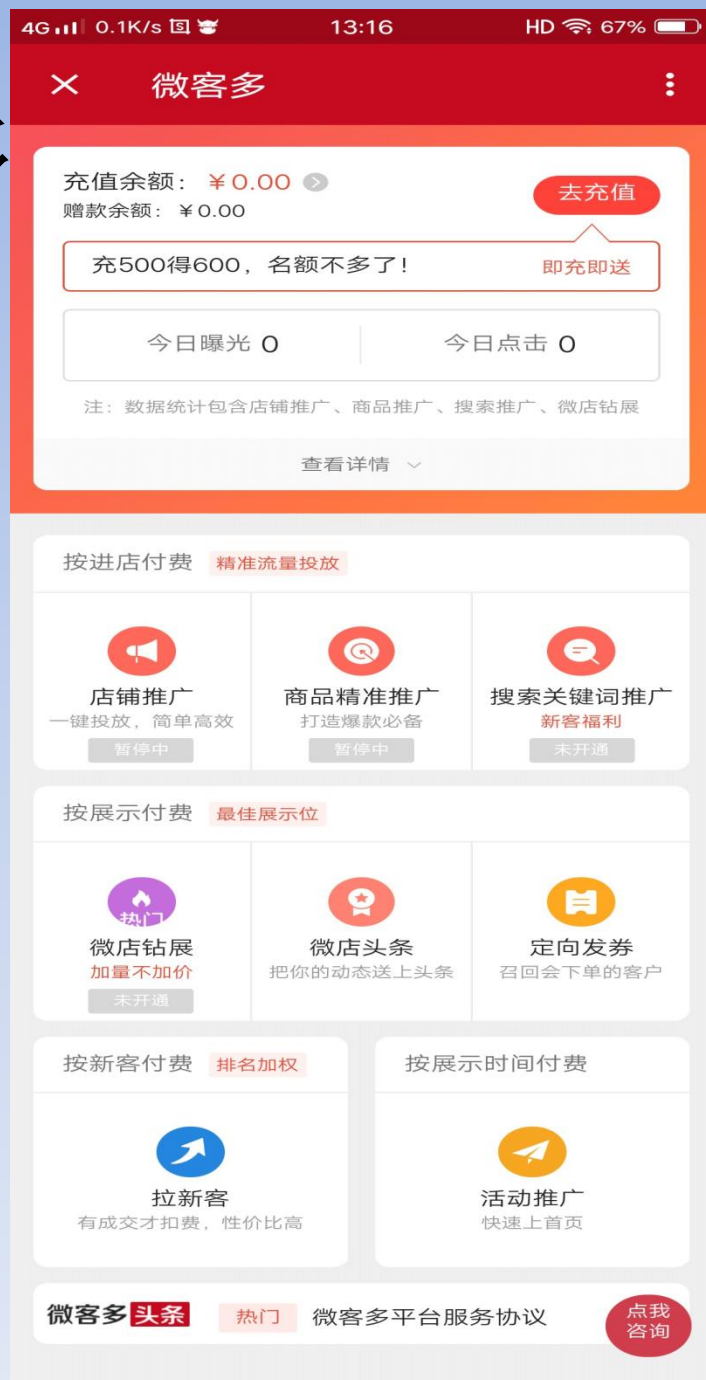 4G 0.1K/s 13:16 HD 67%
微客多
充值余额：￥0.00
去充值
赠款余额：￥0.00
充500得600，名额不多了！ 即充即送
今日曝光 0 今日点击 0
注：数据统计包含店铺推广、商品推广、搜索推广、微店钻展
查看详情
按进店付费 精准流量投放
店铺推广 商品精准推广 搜索关键词推广
一键投放，简单高效 打造爆款必备 新客福利
暂停中 暂停中 未开通
按展示付费 最佳展示位
热门
微店钻展 微店头条 定向发券
加量不加价 把你的动态送上头条 召回会下单的客户
未开通
按新客付费 排名加权 按展示时间付费
拉新客 活动推广
有成交才扣费，性价比高 快速上首页
微客多头条 热门 微客多平台服务协议
点我
咨询